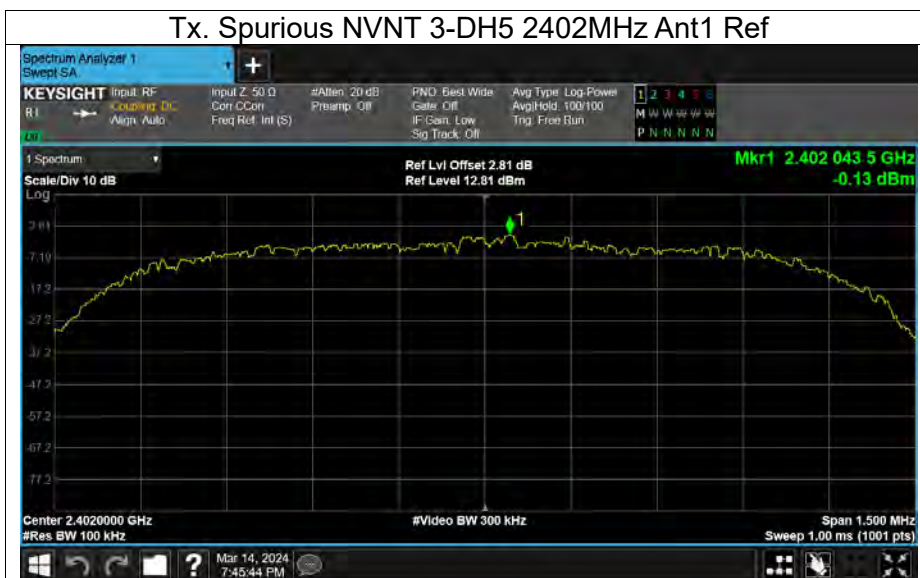 Tx. Spurious NVNT 3-DH5 2402MHz Ant1 Ref
Spectrum Analyzer 1
Swept SA
+
KEYSIGHT Input: RF
RI
Coupling: DC
Align: Auto
Input Z: 50 Ω
Corr CCorr
Freq Ref: Int (S)
#Atten: 20 dB
Preamp: Off
PNO: Best Wide
Gate: Off
IF Gain: Low
Sig Track: Off
Avg Type: Log-Power
Avg|Hold: 100/100
Trig: Free Run
1 2 3 4 5 6
M W W W W W
P N N N N N
1 Spectrum
Scale/Div 10 dB
Log
Ref Lvl Offset 2.81 dB
Ref Level 12.81 dBm
Mkr1 2.402 043 5 GHz
-0.13 dBm
1
2.81
-7.19
-17.2
-27.2
-37.2
-47.2
-57.2
-67.2
-77.2
Center 2.4020000 GHz
#Res BW 100 kHz
#Video BW 300 kHz
Span 1.500 MHz
Sweep 1.00 ms (1001 pts)
?
Mar 14, 2024
7:45:44 PM